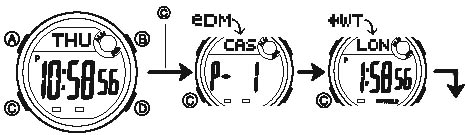 Ⓒ
eDM
+WT
Ⓐ THU Ⓑ
CAS
LON
P 10:58 56
P- 1
P 1:58 56
Ⓒ Ⓓ
Ⓒ
Ⓒ